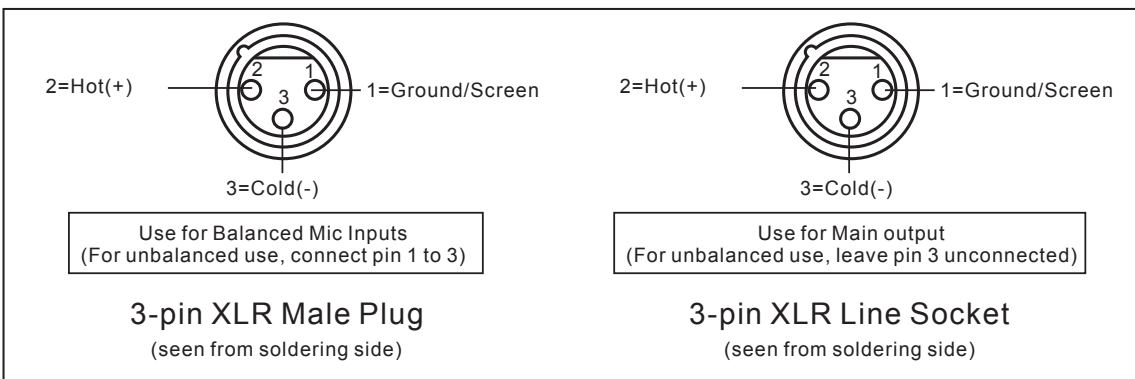 2
1
3
2=Hot(+)
1=Ground/Screen
3=Cold(-)
Use for Balanced Mic Inputs
(For unbalanced use, connect pin 1 to 3)
3-pin XLR Male Plug
(seen from soldering side)
2
1
3
2=Hot(+)
1=Ground/Screen
3=Cold(-)
Use for Main output
(For unbalanced use, leave pin 3 unconnected)
3-pin XLR Line Socket
(seen from soldering side)